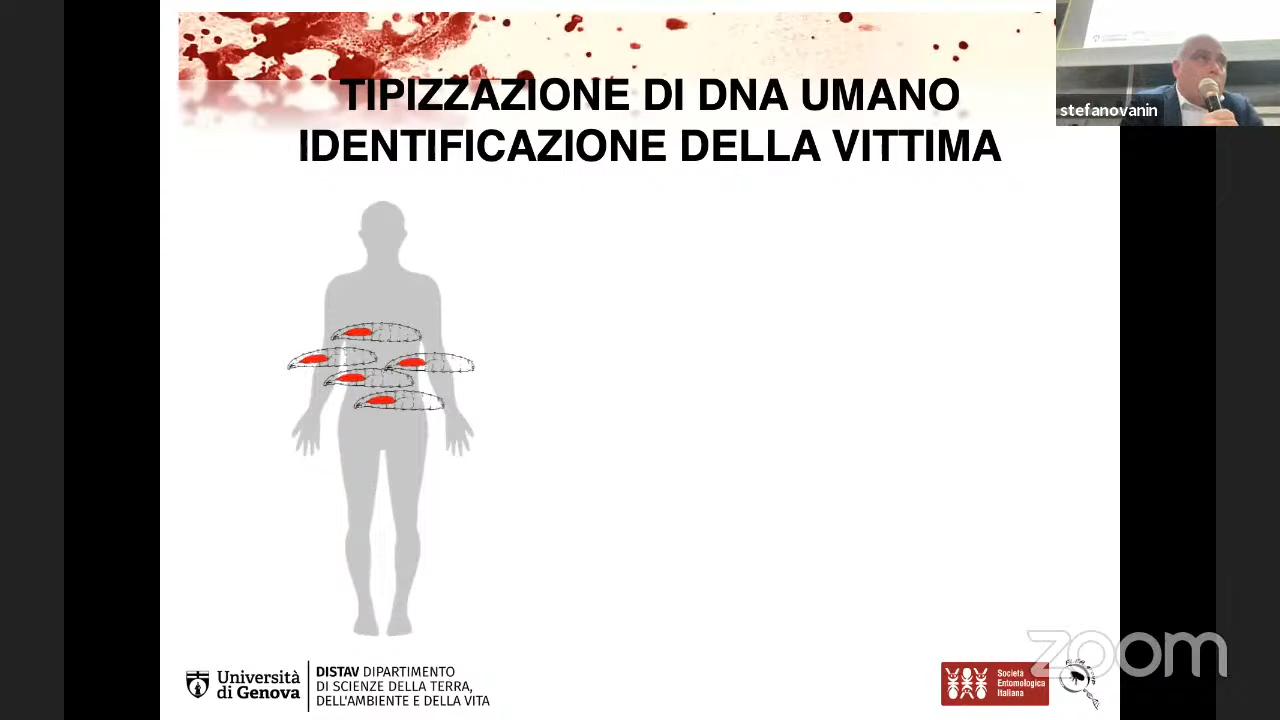 TIPIZZAZIONE DI DNA UMANO
IDENTIFICAZIONE DELLA VITTIMA
stefanovanin
Università
di Genova
DISTAV DIPARTIMENTO
DI SCIENZE DELLA TERRA,
DELL'AMBIENTE E DELLA VITA
Società
Entomologica
Italiana
zoom